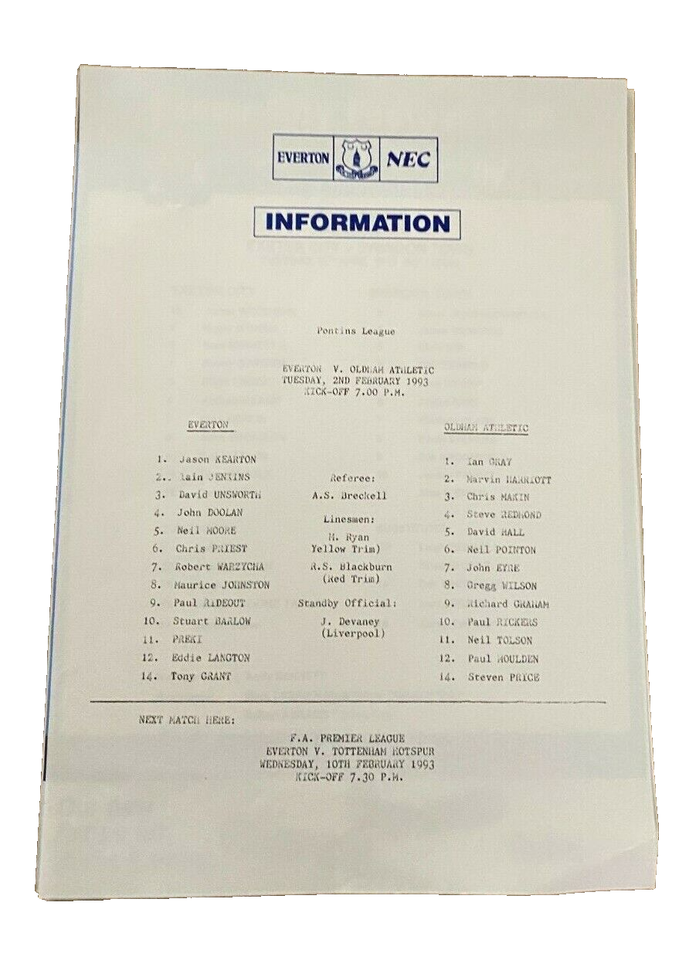 EVERTON NEC
INFORMATION
Pontins League
EVERTON V. OLDHAM ATHLETIC
TUESDAY, 2ND FEBRUARY 1993
KICK-OFF 7.00 P.M.
EVERTON
1. Jason KEARTON
2.. Iain JENKINS
3. David UNSWORTH
4. John DOOLAN
5. Neil MOORE
6. Chris PRIEST
7. Robert WARZYCHA
8. Maurice JOHNSTON
9. Paul RIDEOUT
10. Stuart BARLOW
11. PREKI
12. Eddie LANGTON
14. Tony GRANT
Referee:
A.S. Breckell
Linesmen:
M. Ryan
Yellow Trim)
R.S. Blackburn
(Red Trim)
Standby Official:
J. Devaney
(Liverpool)
OLDHAM ATHLETIC
1. Ian GRAY
2. Marvin HARRIOTT
3. Chris MAKIN
4. Steve REDMOND
5. David HALL
6. Neil POINTON
7. John EYRE
8. Gregg WILSON
9. Richard GRAHAM
10. Paul RICKERS
11. Neil TOLSON
12. Paul MOULDEN
14. Steven PRICE
NEXT MATCH HERE:
F.A. PREMIER LEAGUE
EVERTON V. TOTTENHAM HOTSPUR
WEDNESDAY, 10TH FEBRUARY 1993
KICK-OFF 7.30 P.M.